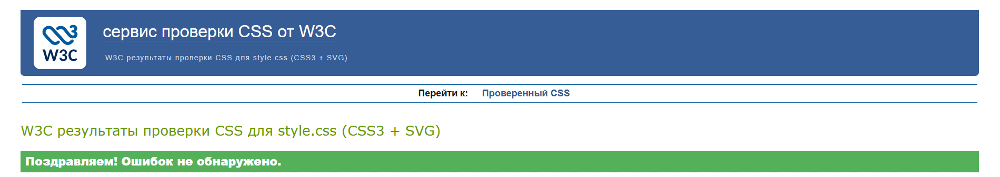 W3C
сервис проверки CSS от W3C
W3C результаты проверки CSS для style.css (CSS3 + SVG)
Перейти к: Проверенный CSS
W3C результаты проверки CSS для style.css (CSS3 + SVG)
Поздравляем! Ошибок не обнаружено.